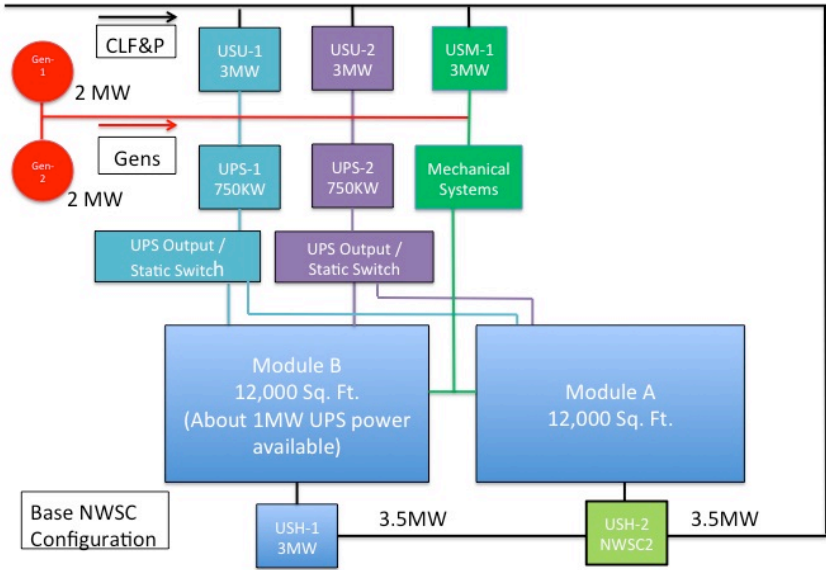 CLF&P
USU-1
3MW
USU-2
3MW
USM-1
3MW
Gen-
1
2 MW
Gens
Gen-
2
2 MW
UPS-1
750KW
UPS-2
750KW
Mechanical
Systems
UPS Output /
Static Switch
UPS Output /
Static Switch
Module B
12,000 Sq. Ft.
(About 1MW UPS power
available)
Module A
12,000 Sq. Ft.
Base NWSC
Configuration
USH-1
3MW
3.5MW
USH-2
NWSC2
3.5MW